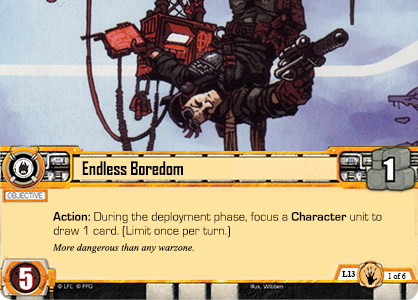 Endless Boredom
1
OBJECTIVE
Action: During the deployment phase, focus a Character unit to
draw 1 card. (Limit once per turn.)
More dangerous than any warzone.
L13
1 of 6
5
© LFL © FFG
Illus. Wibben